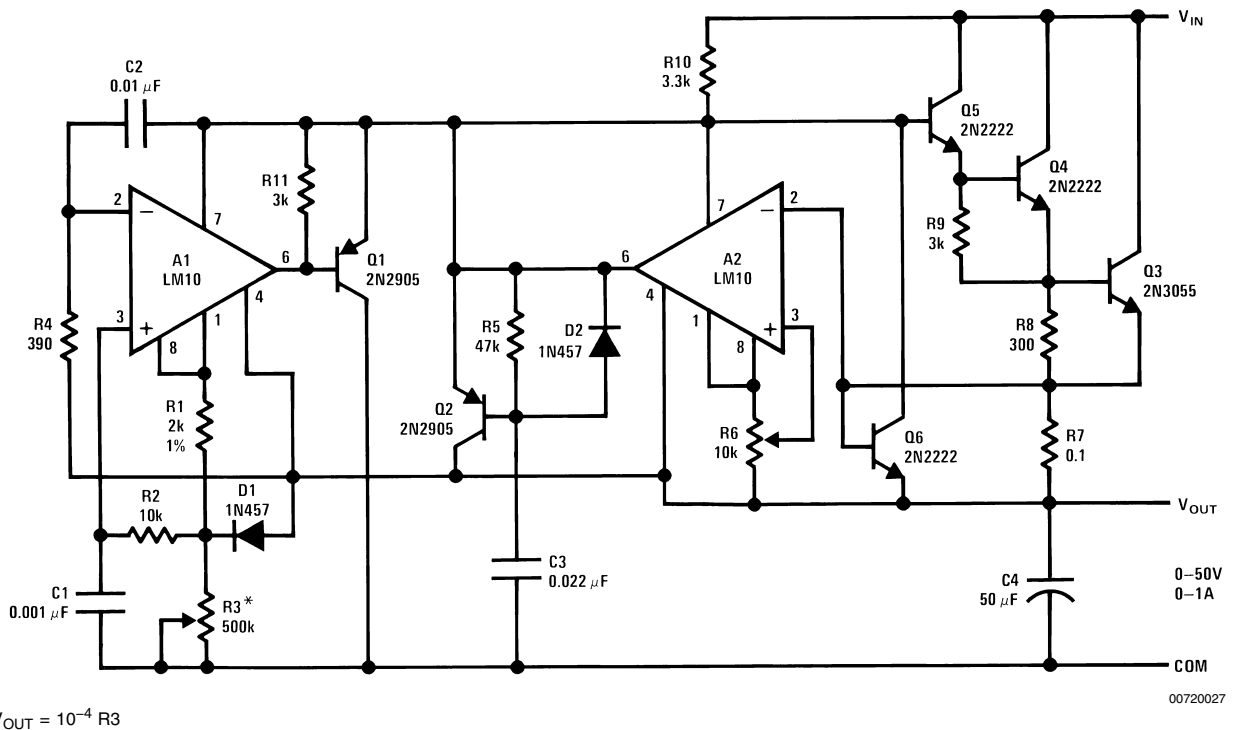 V_IN
R10
3.3k
C2
0.01 μF
Q5
2N2222
Q4
2N2222
R11
3k
2
−
7
A1
LM10
6
4
3
+
1
8
Q1
2N2905
7
2
−
A2
LM10
6
4
1
3
+
8
R9
3k
Q3
2N3055
R4
390
R5
47k
D2
1N457
R8
300
R1
2k
1%
Q2
2N2905
R6
10k
Q6
2N2222
R7
0.1
R2
10k
D1
1N457
V_OUT
C1
0.001 μF
R3*
500k
C3
0.022 μF
C4
50 μF
0–50V
0–1A
COM
00720027
V_OUT = 10⁻⁴ R3